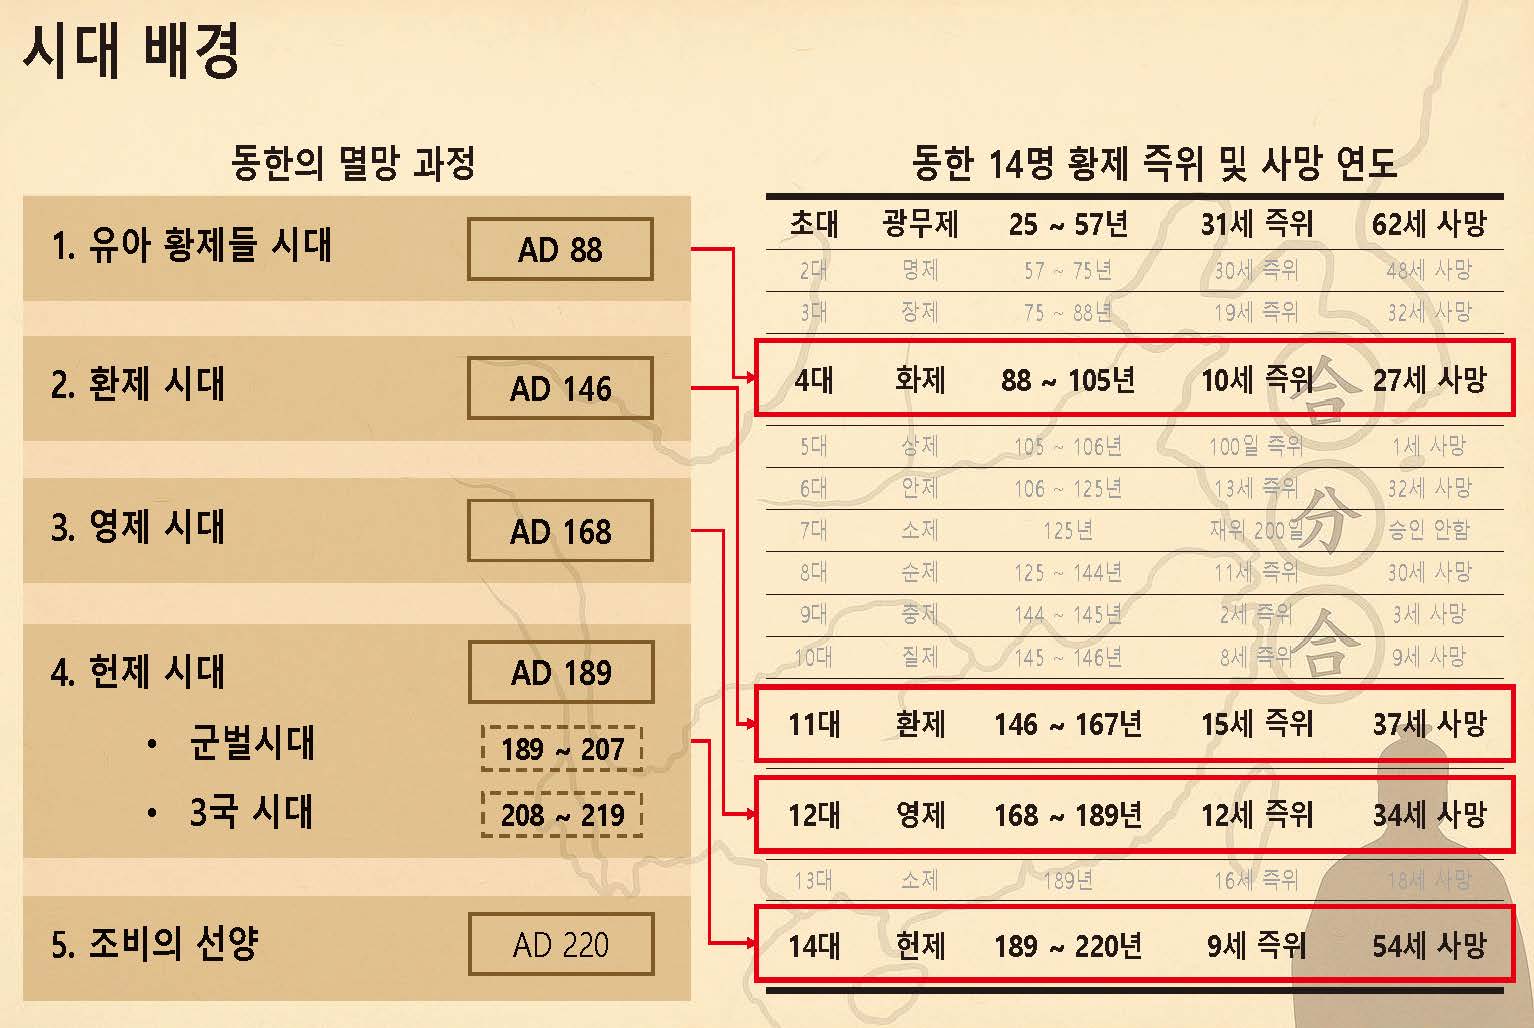 시대 배경
동한의 멸망 과정
1. 유아 황제들 시대 AD 88
2. 환제 시대 AD 146
3. 영제 시대 AD 168
4. 헌제 시대 AD 189
• 군벌시대 189 ~ 207
• 3국 시대 208 ~ 219
5. 조비의 선양 AD 220
동한 14명 황제 즉위 및 사망 연도
초대 광무제 25 ~ 57년 31세 즉위 62세 사망
2대 명제 57 ~ 75년 30세 즉위 48세 사망
3대 장제 75 ~ 88년 19세 즉위 32세 사망
4대 화제 88 ~ 105년 10세 즉위 27세 사망
5대 상제 105 ~ 106년 100일 즉위 1세 사망
6대 안제 106 ~ 125년 13세 즉위 32세 사망
7대 소제 125년 재위 200일 승인 안함
8대 순제 125 ~ 144년 11세 즉위 30세 사망
9대 충제 144 ~ 145년 2세 즉위 3세 사망
10대 질제 145 ~ 146년 8세 즉위 9세 사망
11대 환제 146 ~ 167년 15세 즉위 37세 사망
12대 영제 168 ~ 189년 12세 즉위 34세 사망
13대 소제 189년 16세 즉위 18세 사망
14대 헌제 189 ~ 220년 9세 즉위 54세 사망
合
分
合